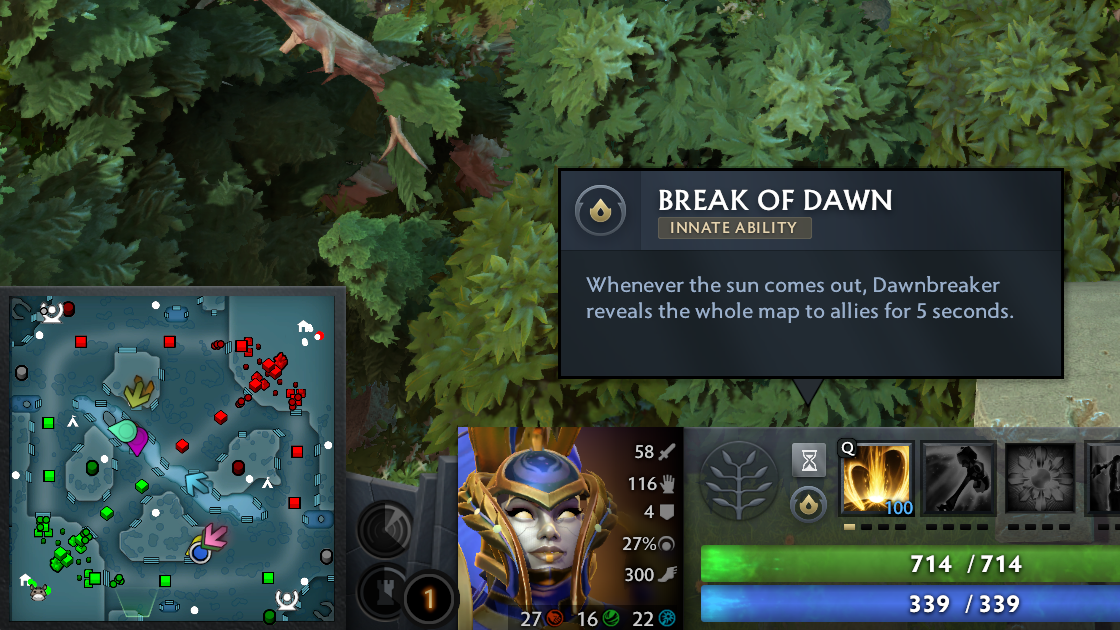 BREAK OF DAWN
INNATE ABILITY
Whenever the sun comes out, Dawnbreaker
reveals the whole map to allies for 5 seconds.
58
116
4
27%
300
27 16 22
1
Q
100
714 / 714
339 / 339